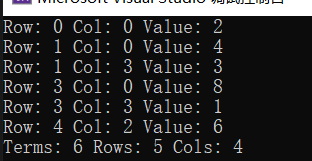 Microsoft Visual Studio 调试控制台
Row: 0 Col: 0 Value: 2
Row: 1 Col: 0 Value: 4
Row: 1 Col: 3 Value: 3
Row: 3 Col: 0 Value: 8
Row: 3 Col: 3 Value: 1
Row: 4 Col: 2 Value: 6
Terms: 6 Rows: 5 Cols: 4